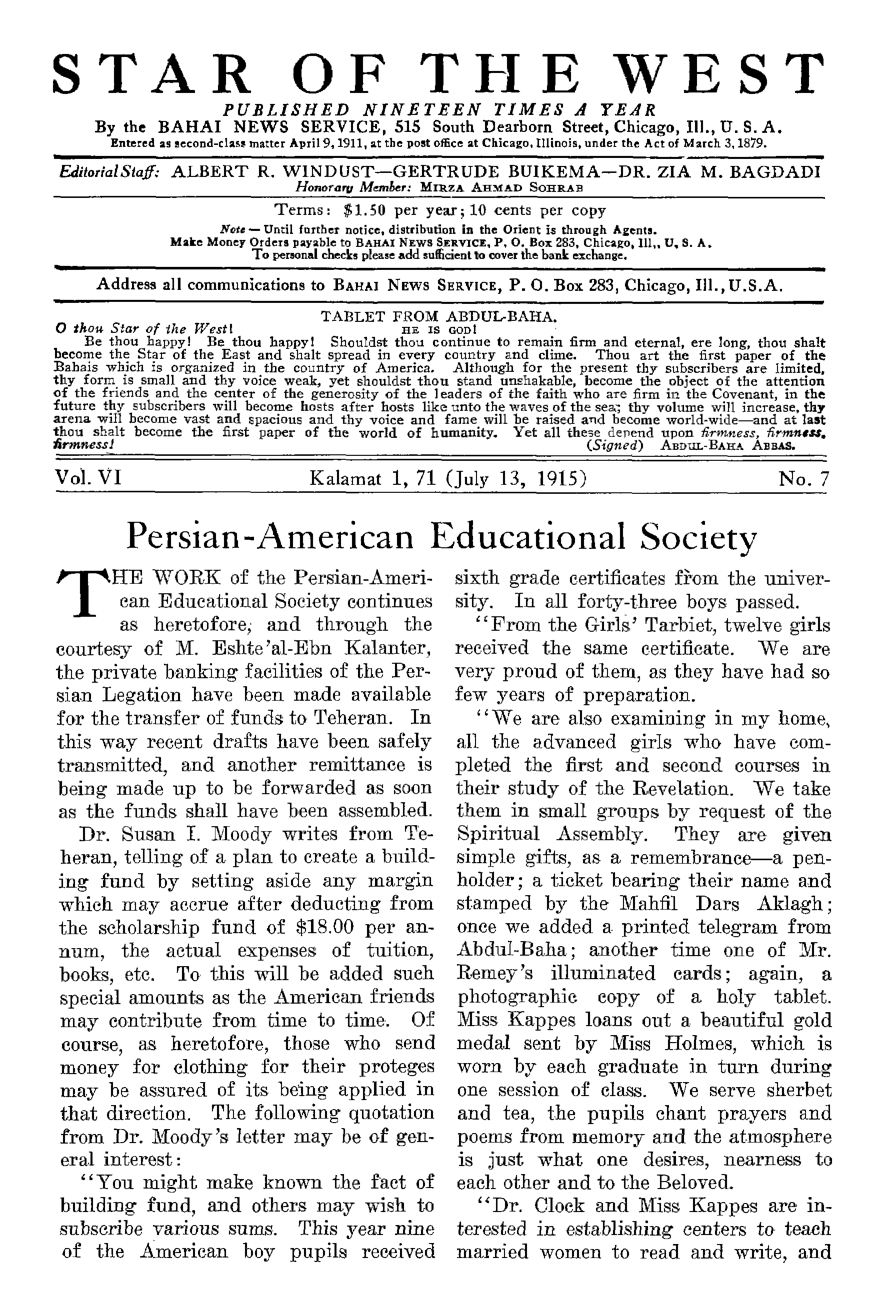 STAR OF THE WEST
PUBLISHED NINETEEN TIMES A YEAR
By the BAHAI NEWS SERVICE, 515 South Dearborn Street, Chicago, Ill., U. S. A.
Entered as second-class matter April 9, 1911, at the post office at Chicago, Illinois, under the Act of March 3, 1879.
Editorial Staff: ALBERT R. WINDUST—GERTRUDE BUIKEMA—DR. ZIA M. BAGDADI
Honorary Member: MIRZA AHMAD SOHRAB
Terms: $1.50 per year; 10 cents per copy
Note — Until further notice, distribution in the Orient is through Agents.
Make Money Orders payable to BAHAI NEWS SERVICE, P. O. Box 283, Chicago, Ill,, U, S. A.
To personal checks please add sufficient to cover the bank exchange.
Address all communications to BAHAI NEWS SERVICE, P. O. Box 283, Chicago, Ill., U.S.A.
TABLET FROM ABDUL-BAHA.
O thou Star of the West! HE IS GOD!
Be thou happy! Be thou happy! Shouldst thou continue to remain firm and eternal, ere long, thou shalt
become the Star of the East and shalt spread in every country and clime. Thou art the first paper of the
Bahais which is organized in the country of America. Although for the present thy subscribers are limited,
thy form is small and thy voice weak, yet shouldst thou stand unshakable, become the object of the attention
of the friends and the center of the generosity of the leaders of the faith who are firm in the Covenant, in the
future thy subscribers will become hosts after hosts like unto the waves of the sea; thy volume will increase, thy
arena will become vast and spacious and thy voice and fame will be raised and become world-wide—and at last
thou shalt become the first paper of the world of humanity. Yet all these depend upon firmness, firmness,
firmness! (Signed) ABDUL-BAHA ABBAS.
Vol. VI Kalamat 1, 71 (July 13, 1915) No. 7
Persian-American Educational Society
THE WORK of the Persian-Ameri-
can Educational Society continues
as heretofore, and through the
courtesy of M. Eshte'al-Ebn Kalanter,
the private banking facilities of the Per-
sian Legation have been made available
for the transfer of funds to Teheran. In
this way recent drafts have been safely
transmitted, and another remittance is
being made up to be forwarded as soon
as the funds shall have been assembled.
Dr. Susan I. Moody writes from Te-
heran, telling of a plan to create a build-
ing fund by setting aside any margin
which may accrue after deducting from
the scholarship fund of $18.00 per an-
num, the actual expenses of tuition,
books, etc. To this will be added such
special amounts as the American friends
may contribute from time to time. Of
course, as heretofore, those who send
money for clothing for their proteges
may be assured of its being applied in
that direction. The following quotation
from Dr. Moody's letter may be of gen-
eral interest:
"You might make known the fact of
building fund, and others may wish to
subscribe various sums. This year nine
of the American boy pupils received
sixth grade certificates from the univer-
sity. In all forty-three boys passed.
"From the Girls' Tarbiet, twelve girls
received the same certificate. We are
very proud of them, as they have had so
few years of preparation.
"We are also examining in my home,
all the advanced girls who have com-
pleted the first and second courses in
their study of the Revelation. We take
them in small groups by request of the
Spiritual Assembly. They are given
simple gifts, as a remembrance—a pen-
holder; a ticket bearing their name and
stamped by the Mahfil Dars Aklagh;
once we added a printed telegram from
Abdul-Baha; another time one of Mr.
Remey's illuminated cards; again, a
photographic copy of a holy tablet.
Miss Kappes loans out a beautiful gold
medal sent by Miss Holmes, which is
worn by each graduate in turn during
one session of class. We serve sherbet
and tea, the pupils chant prayers and
poems from memory and the atmosphere
is just what one desires, nearness to
each other and to the Beloved.
"Dr. Clock and Miss Kappes are in-
terested in establishing centers to teach
married women to read and write, and